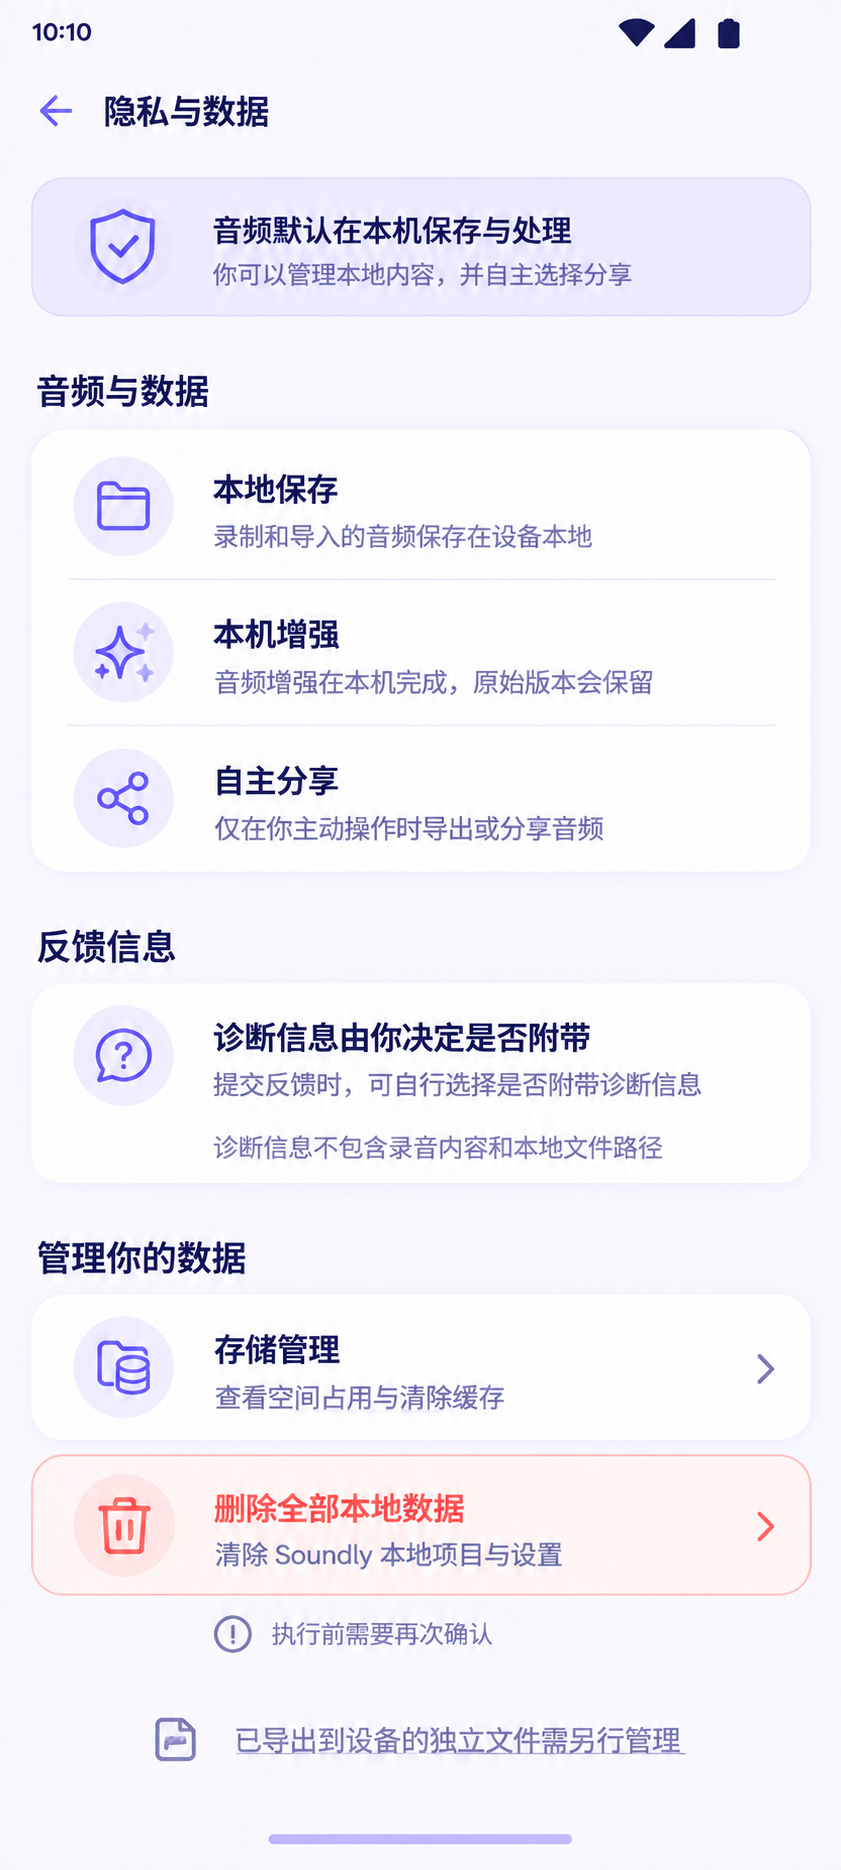 10:10
隐私与数据
音频默认在本机保存与处理
你可以管理本地内容，并自主选择分享
音频与数据
本地保存
录制和导入的音频保存在设备本地
本机增强
音频增强在本机完成，原始版本会保留
自主分享
仅在你主动操作时导出或分享音频
反馈信息
诊断信息由你决定是否附带
提交反馈时，可自行选择是否附带诊断信息
诊断信息不包含录音内容和本地文件路径
管理你的数据
存储管理
查看空间占用与清除缓存
删除全部本地数据
清除 Soundly 本地项目与设置
执行前需要再次确认
已导出到设备的独立文件需另行管理